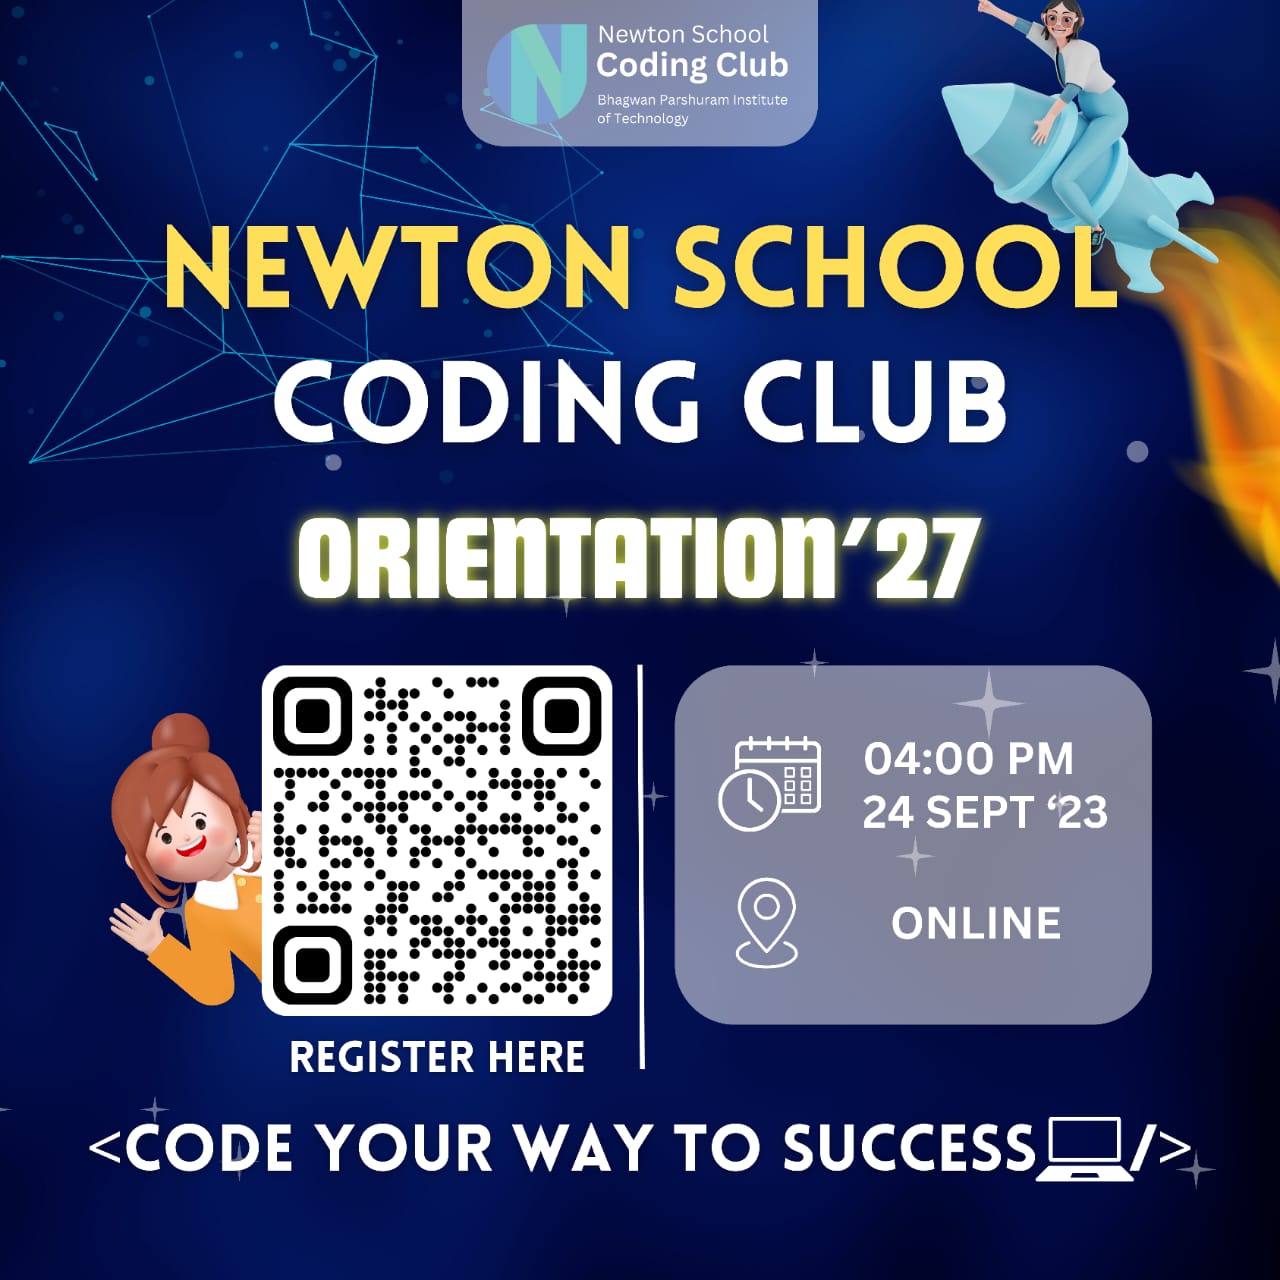 Newton School
Coding Club
Bhagwan Parshuram Institute
of Technology
NEWTON SCHOOL
CODING CLUB
ORIENTATION'27
04:00 PM
24 SEPT ‘23
ONLINE
REGISTER HERE
<CODE YOUR WAY TO SUCCESS💻/>